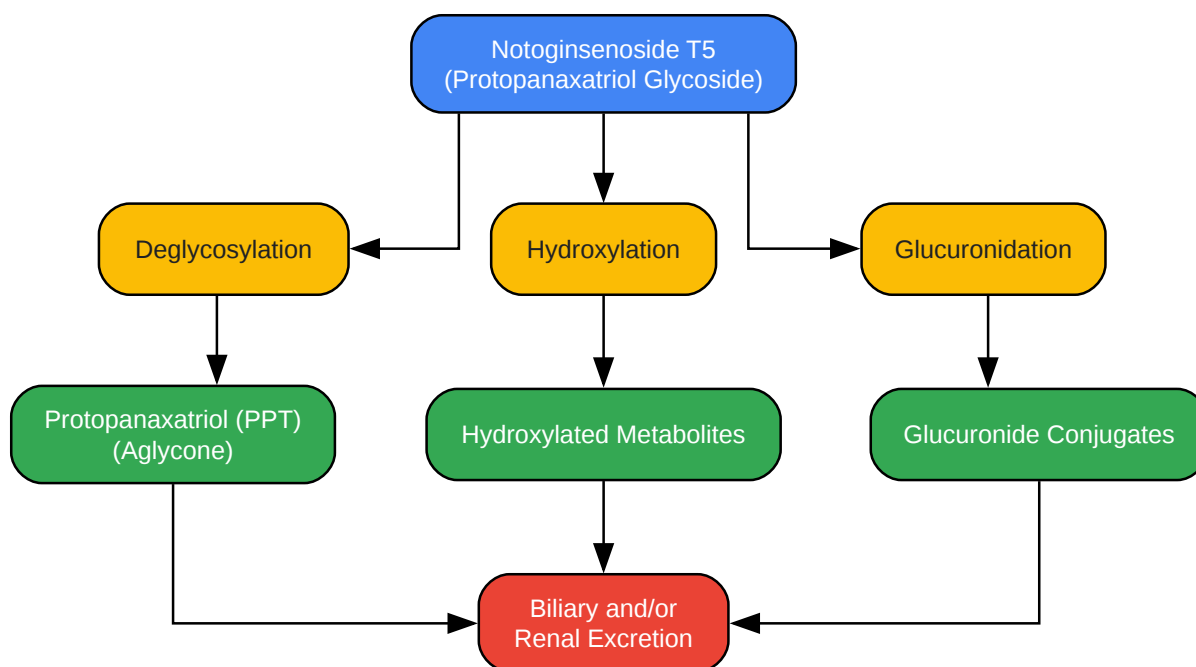 Notoginsenoside T5
(Protopanaxatriol Glycoside)
Deglycosylation
Hydroxylation
Glucuronidation
Protopanaxatriol (PPT)
(Aglycone)
Hydroxylated Metabolites
Glucuronide Conjugates
Biliary and/or
Renal Excretion